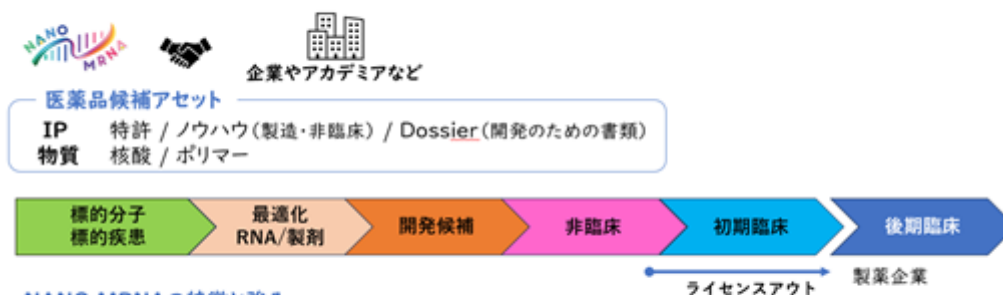 NANO
MRNA
企業やアカデミアなど
医薬品候補アセット
IP 特許 / ノウハウ(製造・非臨床) / Dossier(開発のための書類)
物質 核酸 / ポリマー
標的分子
標的疾患
最適化
RNA/製剤
開発候補
非臨床
初期臨床
後期臨床
ライセンスアウト
製薬企業